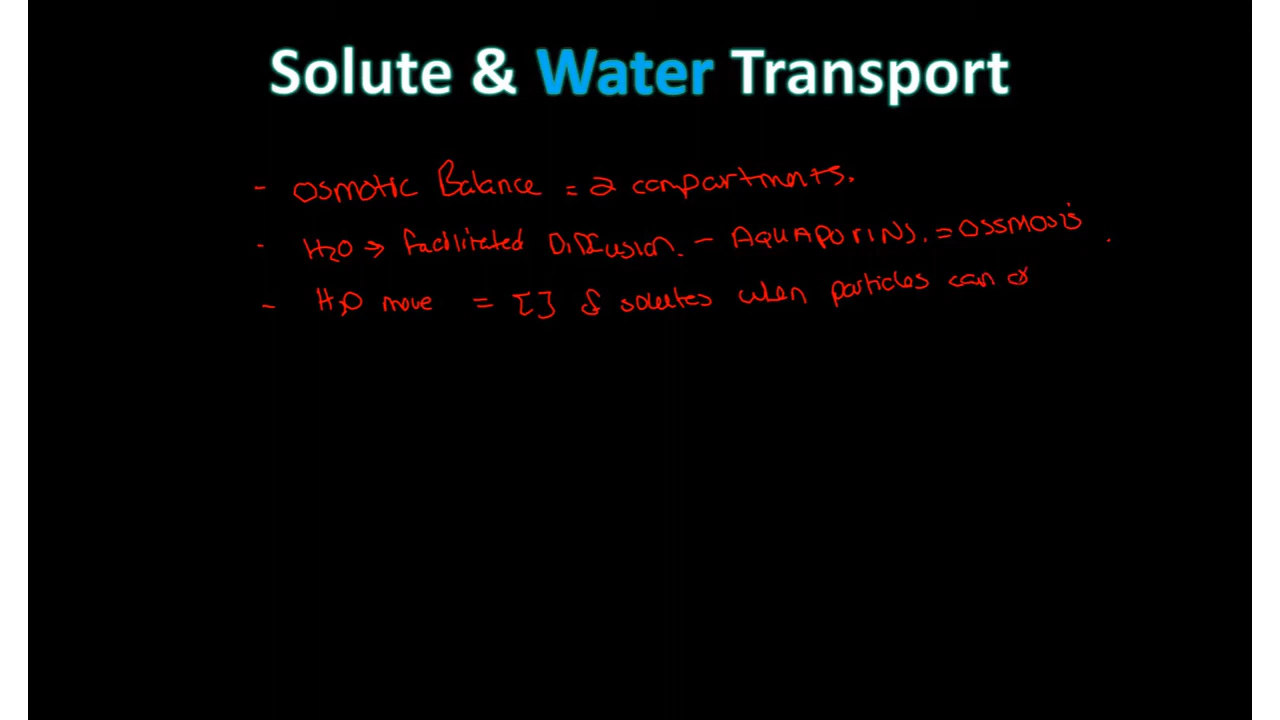 Solute & Water Transport
- Osmotic Balance = 2 compartments.
- H2O → facilitated Diffusion. - AQUAPORINS. = OSSMOSIS.
- H2O move = [] & solutes when particles can